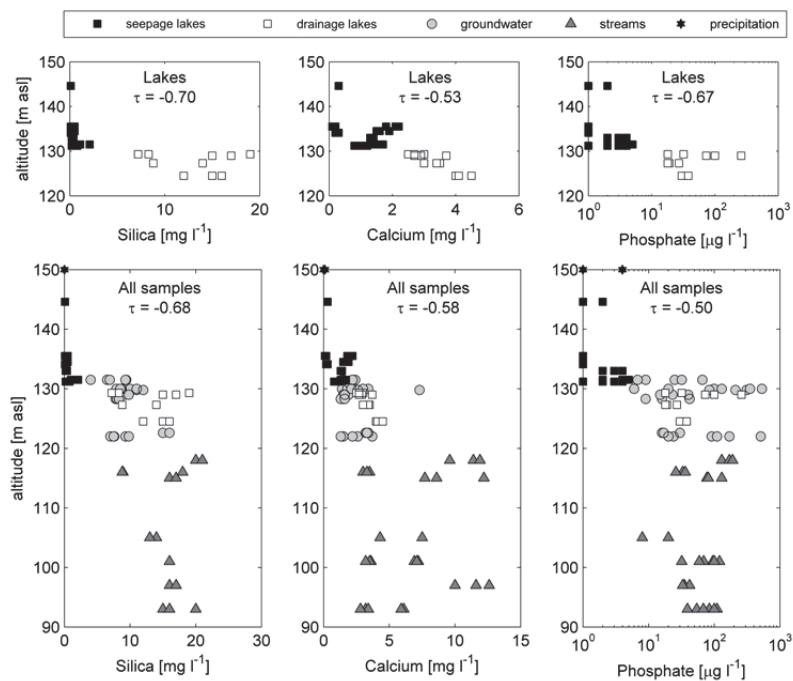 seepage lakes drainage lakes groundwater streams precipitation
altitude [m asl]
150
140
130
120
Lakes
τ = -0.70
0 10 20
Silica [mg l⁻¹]
Lakes
τ = -0.53
0 2 4 6
Calcium [mg l⁻¹]
Lakes
τ = -0.67
10⁰ 10¹ 10² 10³
Phosphate [µg l⁻¹]
altitude [m asl]
150
140
130
120
110
100
90
All samples
τ = -0.68
0 10 20 30
Silica [mg l⁻¹]
All samples
τ = -0.58
0 5 10 15
Calcium [mg l⁻¹]
All samples
τ = -0.50
10⁰ 10¹ 10² 10³
Phosphate [µg l⁻¹]